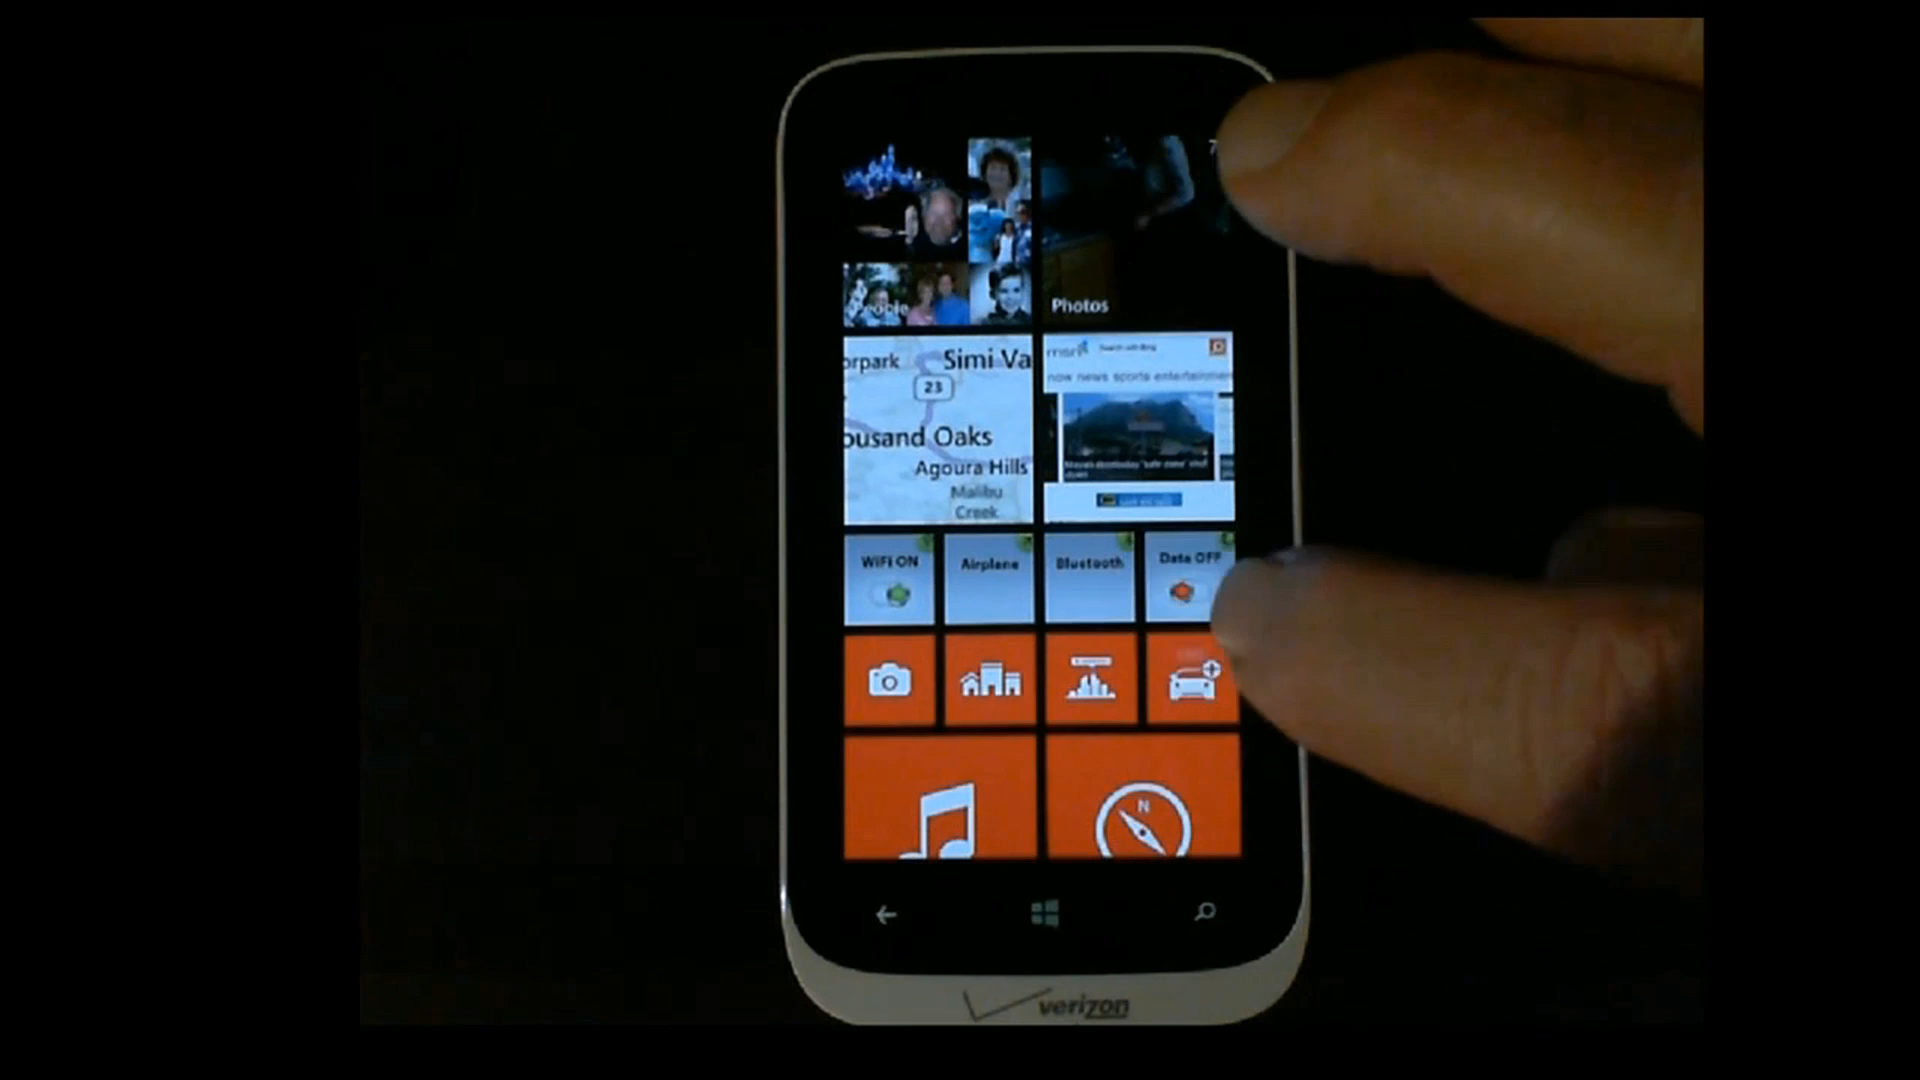 People
Photos
orpark
Simi Va
23
ousand Oaks
Agoura Hills
Malibu
Creek
msn
now news sports entertainmen
WiFi ON
Airplane
Bluetooth
Data OFF
N
verizon